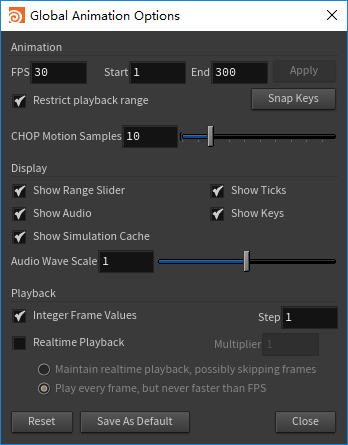 Global Animation Options
Animation
FPS 30 Start 1 End 300 Apply
Restrict playback range Snap Keys
CHOP Motion Samples 10
Display
Show Range Slider Show Ticks
Show Audio Show Keys
Show Simulation Cache
Audio Wave Scale 1
Playback
Integer Frame Values Step 1
Realtime Playback Multiplier 1
Maintain realtime playback, possibly skipping frames
Play every frame, but never faster than FPS
Reset Save As Default Close